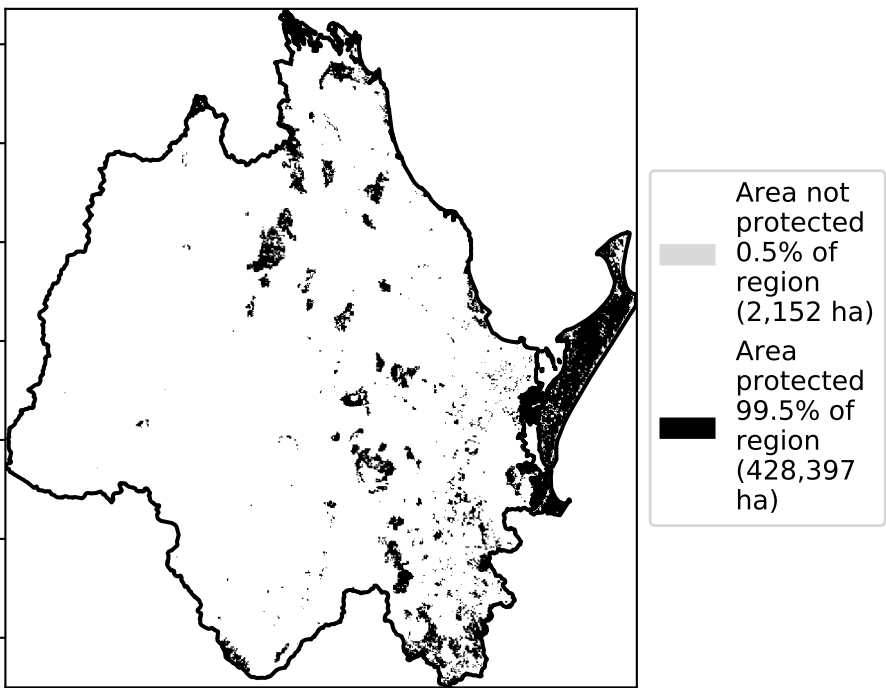 Area not
protected
0.5% of
region
(2,152 ha)
Area
protected
99.5% of
region
(428,397
ha)